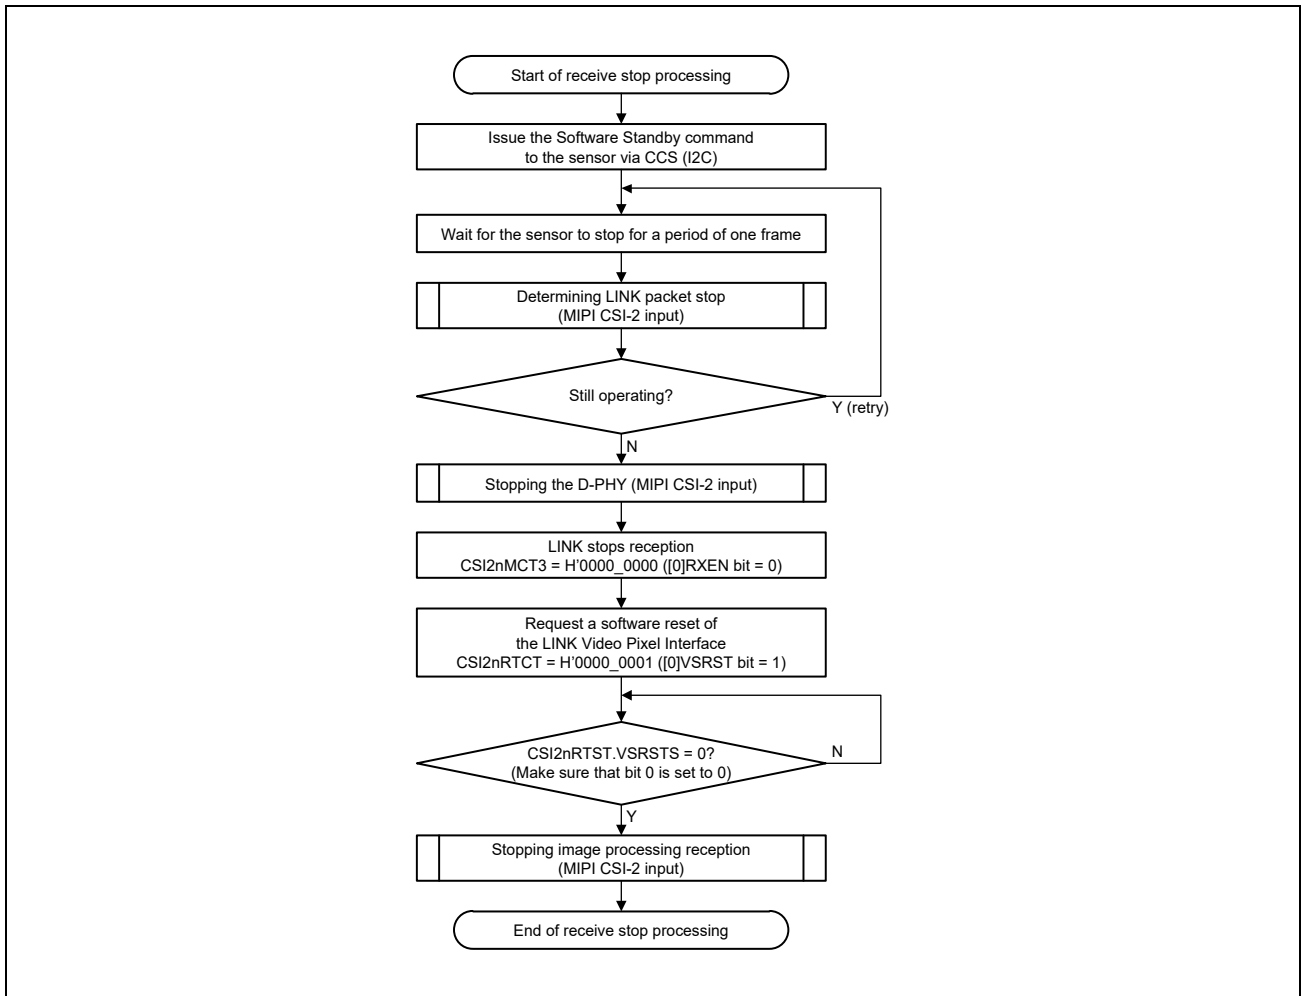 Start of receive stop processing
Issue the Software Standby command
to the sensor via CCS (I2C)
Wait for the sensor to stop for a period of one frame
Determining LINK packet stop
(MIPI CSI-2 input)
Still operating?
Y (retry)
N
Stopping the D-PHY (MIPI CSI-2 input)
LINK stops reception
CSI2nMCT3 = H'0000_0000 ([0]RXEN bit = 0)
Request a software reset of
the LINK Video Pixel Interface
CSI2nRTCT = H'0000_0001 ([0]VSRST bit = 1)
CSI2nRTST.VSRSTS = 0?
N
(Make sure that bit 0 is set to 0)
Y
Stopping image processing reception
(MIPI CSI-2 input)
End of receive stop processing